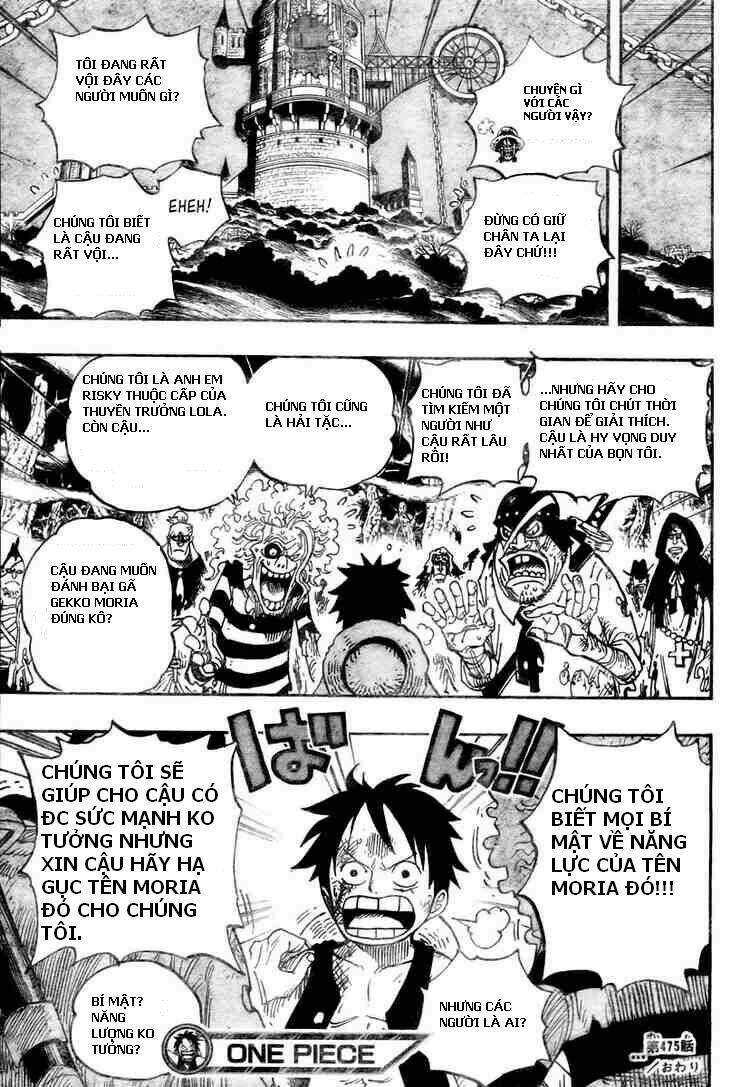 CHUYỆN GÌ
VỚI CÁC
NGƯỜI VẬY?
TÔI ĐANG RẤT
VỘI ĐÂY CÁC
NGƯỜI MUỐN GÌ?
ĐỪNG CÓ GIỮ
CHÂN TA LẠI
ĐÂY CHỨ!!!
EHEH!
CHÚNG TÔI BIẾT
LÀ CẬU ĐANG
RẤT VỘI...
...NHƯNG HÃY CHO
CHÚNG TÔI CHÚT THỜI
GIAN ĐỂ GIẢI THÍCH.
CẬU LÀ HY VỌNG DUY
NHẤT CỦA BỌN TÔI.
CHÚNG TÔI ĐÃ
TÌM KIẾM MỘT
NGƯỜI NHƯ
CẬU RẤT LÂU
RỒI!
CHÚNG TÔI CŨNG
LÀ HẢI TẶC...
CHÚNG TÔI LÀ ANH EM
RISKY THUỘC CẤP CỦA
THUYỀN TRƯỞNG LOLA.
CÒN CẬU...
CẬU ĐANG MUỐN
ĐÁNH BẠI GÃ
GEKKO MORIA
ĐÚNG KÔ?
ばんっ!!
CHÚNG TÔI
BIẾT MỌI BÍ
MẬT VỀ NĂNG
LỰC CỦA TÊN
MORIA ĐÓ!!!
CHÚNG TÔI SẼ
GIÚP CHO CẬU CÓ
ĐC SỨC MẠNH KO
TƯỞNG NHƯNG
XIN CẬU HÃY HẠ
GỤC TÊN MORIA
ĐÓ CHO CHÚNG
TÔI.
NHƯNG CÁC
NGƯỜI LÀ AI?
BÍ MẬT?
NĂNG
LƯỢNG KO
TƯỞNG?
ONE PIECE
第475話
...／おわり